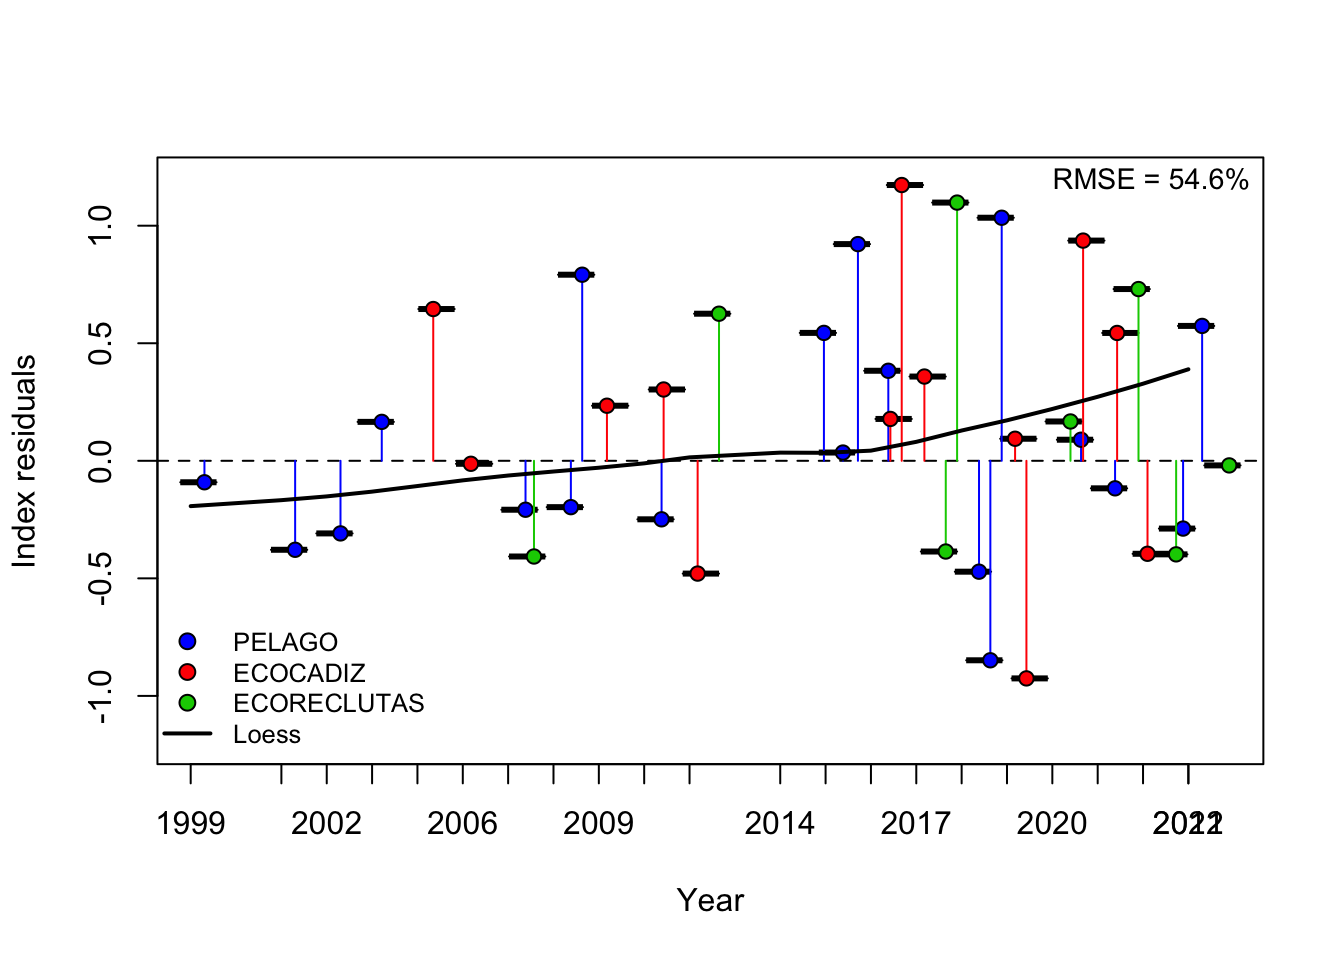 RMSE = 54.6%
Index residuals
1.0
0.5
0.0
-0.5
-1.0
PELAGO
ECOCADIZ
ECORECLUTAS
Loess
1999 2002 2006 2009 2014 2017 2020
Year